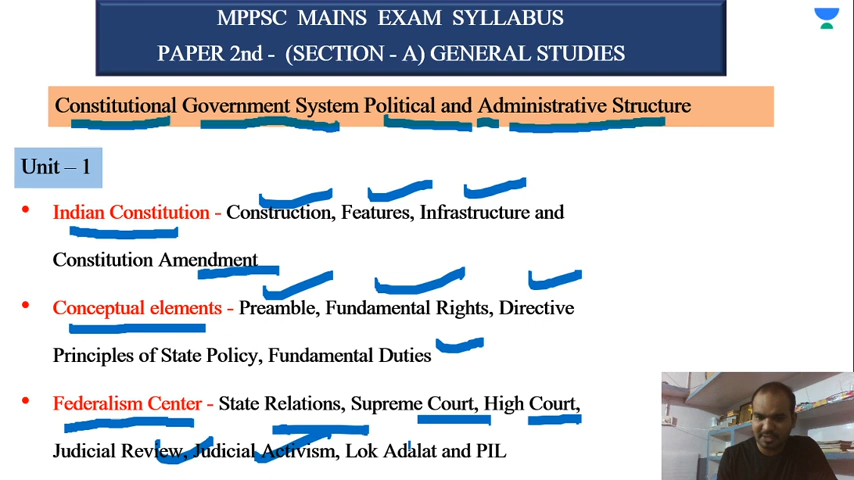 MPPSC MAINS EXAM SYLLABUS
PAPER 2nd - (SECTION - A) GENERAL STUDIES
Constitutional Government System Political and Administrative Structure
Unit – 1
• Indian Constitution - Construction, Features, Infrastructure and
Constitution Amendment
• Conceptual elements - Preamble, Fundamental Rights, Directive
Principles of State Policy, Fundamental Duties
• Federalism Center - State Relations, Supreme Court, High Court,
Judicial Review, Judicial Activism, Lok Adalat and PIL